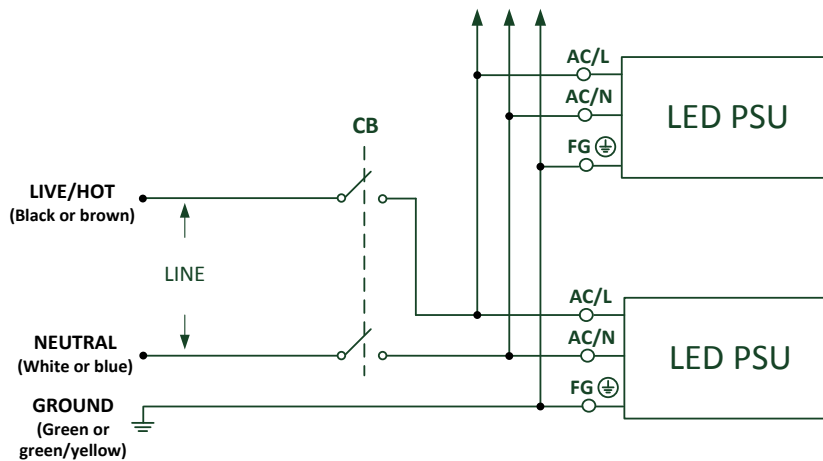 AC/L
AC/N
LED PSU
FG
CB
LIVE/HOT
(Black or brown)
LINE
AC/L
NEUTRAL
(White or blue)
AC/N
LED PSU
FG
GROUND
(Green or
green/yellow)